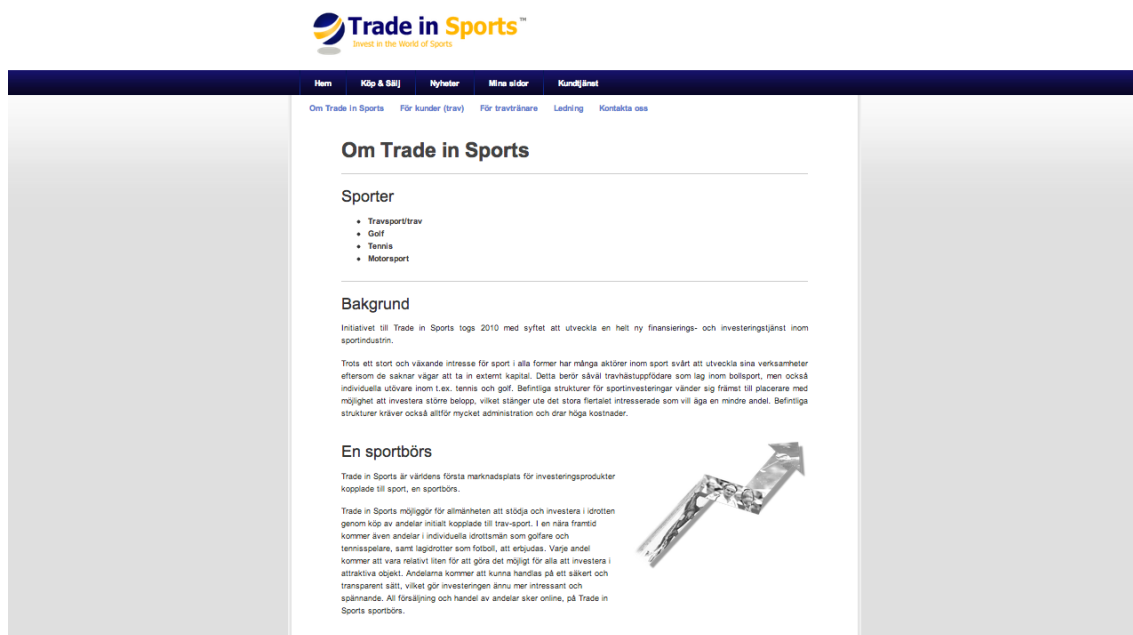 Trade in Sports™
Invest in the World of Sports
Hem Köp & Sälj Nyheter Mina sidor Kundtjänst
Om Trade in Sports För kunder (trav) För travtränare Ledning Kontakta oss
Om Trade in Sports
Sporter
• Travsport/trav
• Golf
• Tennis
• Motorsport
Bakgrund
Initiativet till Trade in Sports togs 2010 med syftet att utveckla en helt ny finansierings- och investeringstjänst inom
sportindustrin.
Trots ett stort och växande intresse för sport i alla former har många aktörer inom sport svårt att utveckla sina verksamheter
eftersom de saknar vägar att ta in externt kapital. Detta berör såväl travhästuppfödare som lag inom bollsport, men också
individuella utövare inom t.ex. tennis och golf. Befintliga strukturer för sportinvesteringar vänder sig främst till placerare med
möjlighet att investera större belopp, vilket stänger ute det stora flertalet intresserade som vill äga en mindre andel. Befintliga
strukturer kräver också alltför mycket administration och drar höga kostnader.
En sportbörs
Trade in Sports är världens första marknadsplats för investeringsprodukter
kopplade till sport, en sportbörs.
Trade in Sports möjliggör för allmänheten att stödja och investera i idrotten
genom köp av andelar initialt kopplade till trav-sport. I en nära framtid
kommer även andelar i individuella idrottsmän som golfare och
tennisspelare, samt lagidrotter som fotboll, att erbjudas. Varje andel
kommer att vara relativt liten för att göra det möjligt för alla att investera i
attraktiva objekt. Andelarna kommer att kunna handlas på ett säkert och
transparent sätt, vilket gör investeringen ännu mer intressant och
spännande. All försäljning och handel av andelar sker online, på Trade in
Sports sportbörs.